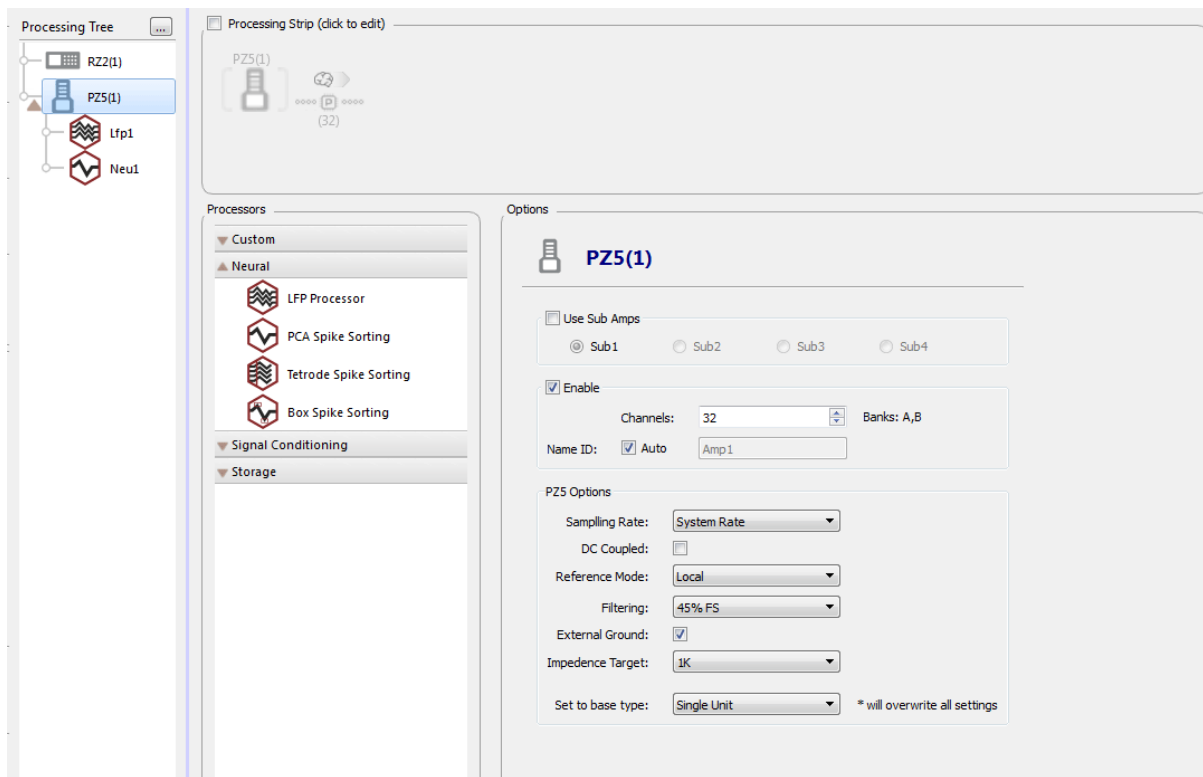 Processing Tree ...
RZ2(1)
PZ5(1)
Lfp1
Neu1
Processing Strip (click to edit)
PZ5(1)
P
(32)
Processors
Custom
Neural
LFP Processor
PCA Spike Sorting
Tetrode Spike Sorting
Box Spike Sorting
Signal Conditioning
Storage
Options
PZ5(1)
Use Sub Amps
Sub1 Sub2 Sub3 Sub4
Enable
Channels: 32 Banks: A,B
Name ID: Auto Amp1
PZ5 Options
Samplling Rate: System Rate
DC Coupled:
Reference Mode: Local
Filtering: 45% FS
External Ground:
Impedence Target: 1K
Set to base type: Single Unit * will overwrite all settings